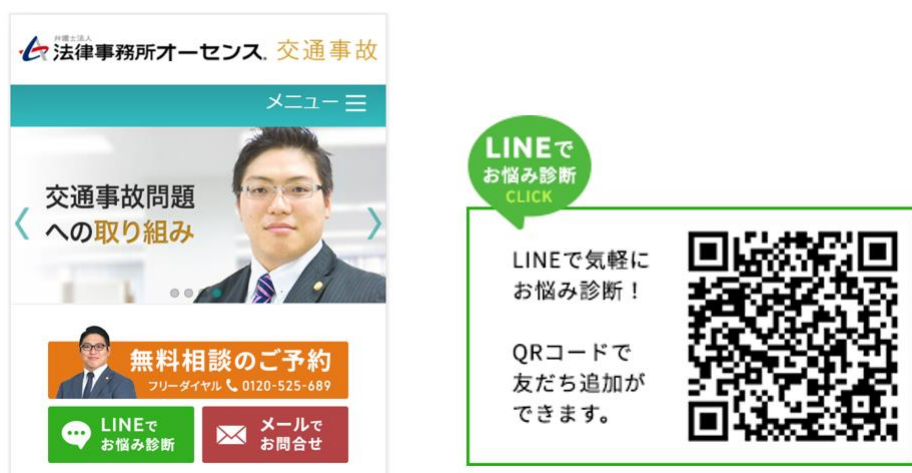 弁護士法人
法律事務所オーセンス. 交通事故
メニュー
交通事故問題
への取り組み
無料相談のご予約
フリーダイヤル 0120-525-689
LINEで
お悩み診断
メールで
お問合せ
LINEで
お悩み診断
CLICK
LINEで気軽に
お悩み診断！
QRコードで
友だち追加が
できます。